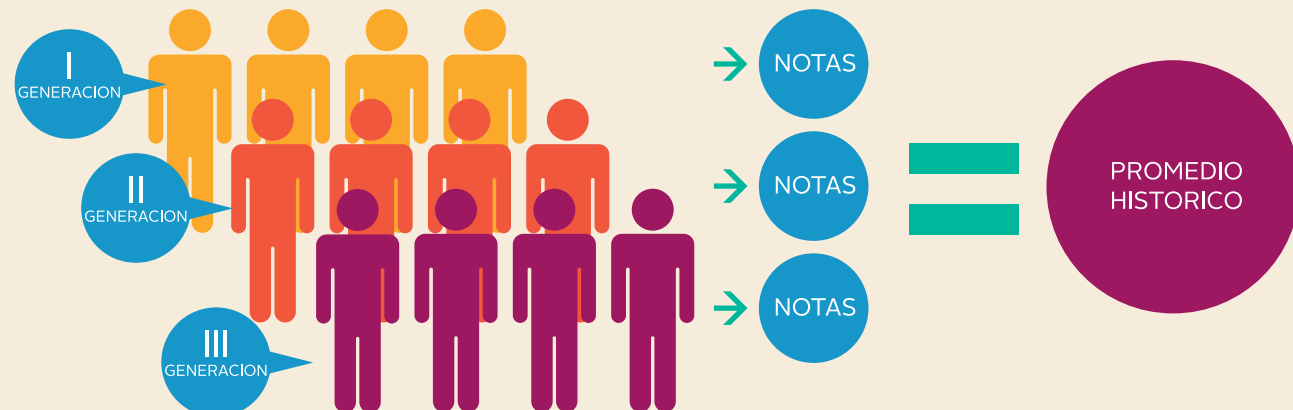 I
GENERACION
II
GENERACION
III
GENERACION
NOTAS
NOTAS
NOTAS
PROMEDIO
HISTORICO